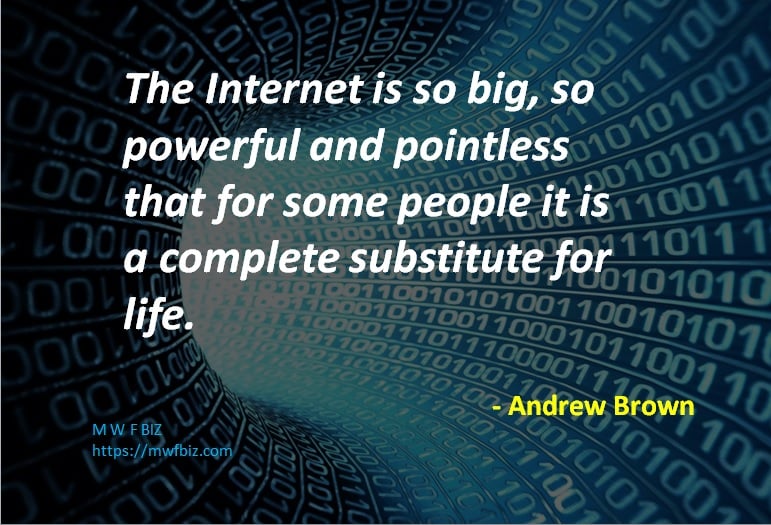 The Internet is so big, so
powerful and pointless
that for some people it is
a complete substitute for
life.
- Andrew Brown
M W F BIZ
https://mwfbiz.com